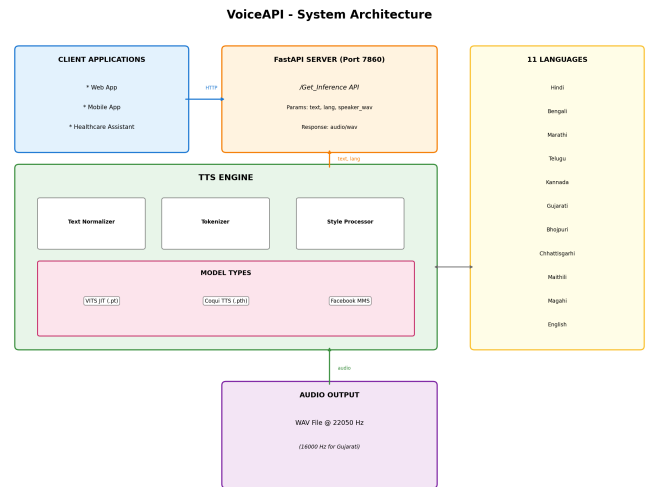 VoiceAPI - System Architecture
CLIENT APPLICATIONS
* Web App
* Mobile App
* Healthcare Assistant
HTTP
FastAPI SERVER (Port 7860)
/Get_Inference API
Params: text, lang, speaker_wav
Response: audio/wav
text, lang
TTS ENGINE
Text Normalizer
Tokenizer
Style Processor
MODEL TYPES
VITS JIT (.pt)
Coqui TTS (.pth)
Facebook MMS
audio
AUDIO OUTPUT
WAV File @ 22050 Hz
(16000 Hz for Gujarati)
11 LANGUAGES
Hindi
Bengali
Marathi
Telugu
Kannada
Gujarati
Bhojpuri
Chhattisgarhi
Maithili
Magahi
English